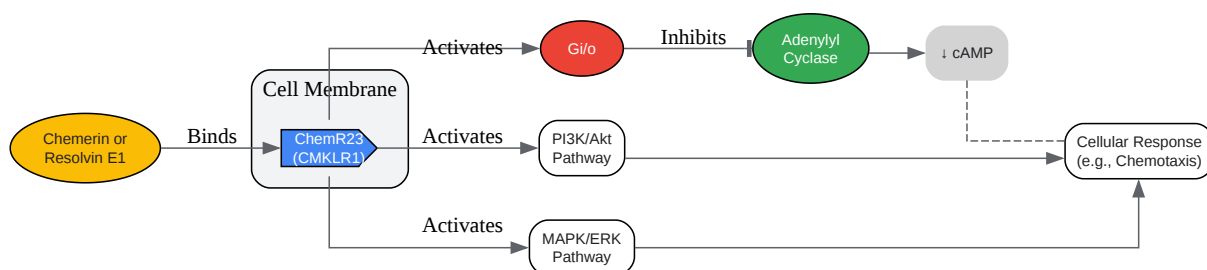 Chemerin or
Resolvin E1
Binds
Cell Membrane
ChemR23
(CMKLR1)
Activates
Gi/o
Inhibits
Adenylyl
Cyclase
↓ cAMP
Activates
PI3K/Akt
Pathway
Activates
MAPK/ERK
Pathway
Cellular Response
(e.g., Chemotaxis)